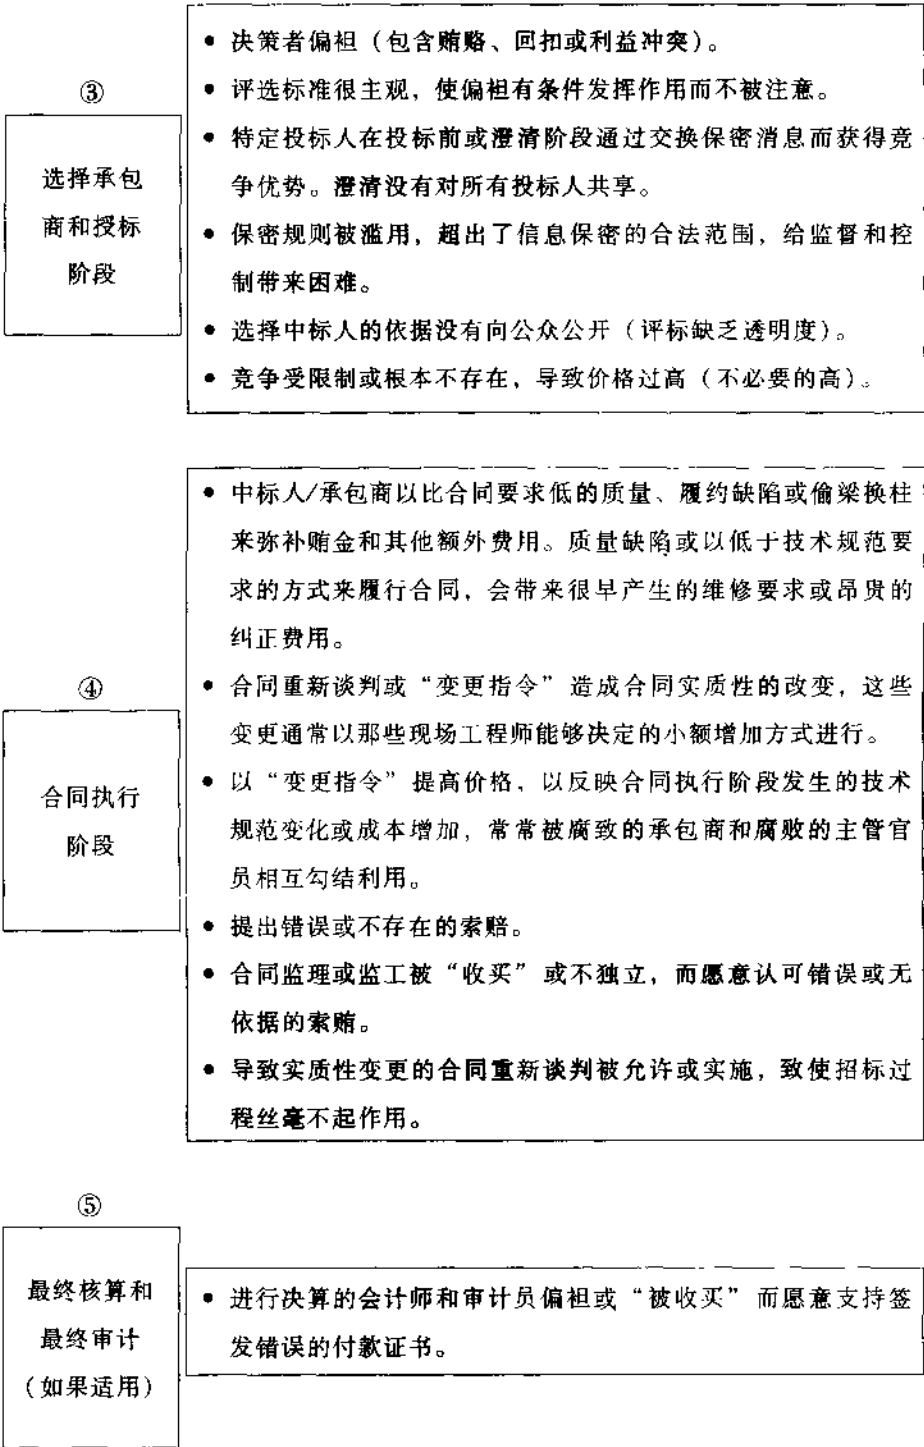 ③
选择承包
商和授标
阶段
• 决策者偏袒（包含贿赂、回扣或利益冲突）。
• 评选标准很主观，使偏袒有条件发挥作用而不被注意。
• 特定投标人在投标前或澄清阶段通过交换保密消息而获得竞
争优势。澄清没有对所有投标人共享。
• 保密规则被滥用，超出了信息保密的合法范围，给监督和控
制带来困难。
• 选择中标人的依据没有向公众公开（评标缺乏透明度）。
• 竞争受限制或根本不存在，导致价格过高（不必要的高）。
④
合同执行
阶段
• 中标人/承包商以比合同要求低的质量、履约缺陷或偷梁换柱
来弥补贿金和其他额外费用。质量缺陷或以低于技术规范要
求的方式来履行合同，会带来很早产生的维修要求或昂贵的
纠正费用。
• 合同重新谈判或“变更指令”造成合同实质性的改变，这些
变更通常以那些现场工程师能够决定的小额增加方式进行。
• 以“变更指令”提高价格，以反映合同执行阶段发生的技术
规范变化或成本增加，常常被腐致的承包商和腐败的主管官
员相互勾结利用。
• 提出错误或不存在的索赔。
• 合同监理或监工被“收买”或不独立，而愿意认可错误或无
依据的索贿。
• 导致实质性变更的合同重新谈判被允许或实施，致使招标过
程丝毫不起作用。
⑤
最终核算和
最终审计
（如果适用）
• 进行决算的会计师和审计员偏袒或“被收买”而愿意支持签
发错误的付款证书。